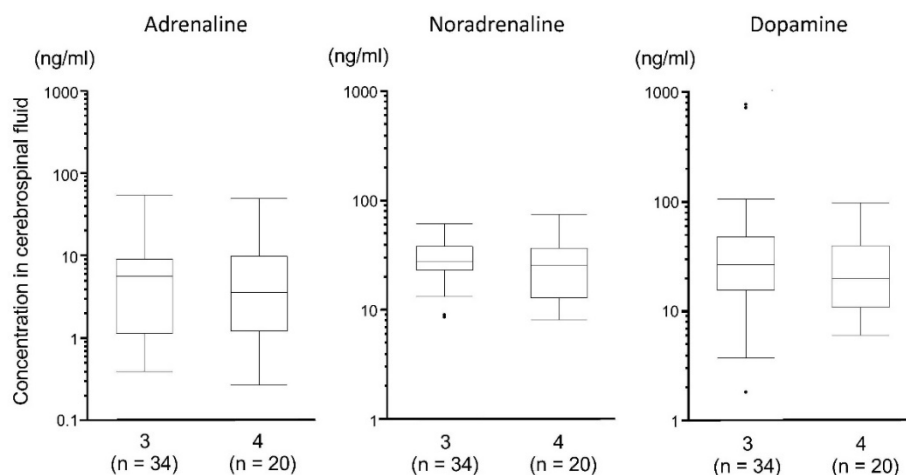 Adrenaline
Noradrenaline
Dopamine
(ng/ml)
(ng/ml)
(ng/ml)
Concentration in cerebrospinal fluid
1000
100
10
1
0.1
3
(n = 34)
4
(n = 20)
1000
100
10
1
3
(n = 34)
4
(n = 20)
1000
100
10
1
3
(n = 34)
4
(n = 20)